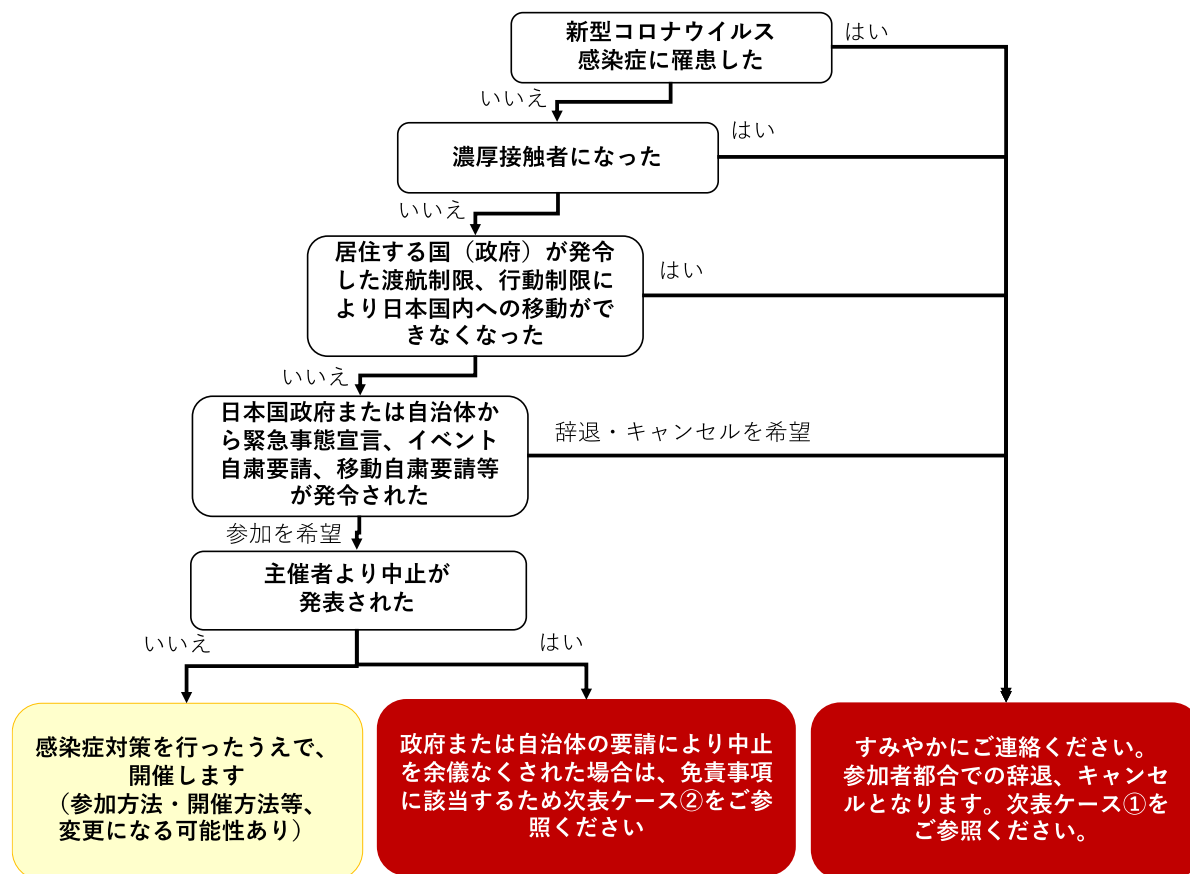 新型コロナウイルス
感染症に罹患した
はい
いいえ
濃厚接触者になった
はい
いいえ
居住する国（政府）が発令
した渡航制限、行動制限に
より日本国内への移動がで
きなくなった
はい
いいえ
日本国政府または自治体か
ら緊急事態宣言、イベント
自粛要請、移動自粛要請等
が発令された
辞退・キャンセルを希望
参加を希望
主催者より中止が
発表された
いいえ
はい
感染症対策を行ったうえで、
開催します
（参加方法・開催方法等、
変更になる可能性あり）
政府または自治体の要請により中止
を余儀なくされた場合は、免責事項
に該当するため次表ケース②をご参
照ください
すみやかにご連絡ください。
参加者都合での辞退、キャンセ
ルとなります。次表ケース①を
ご参照ください。